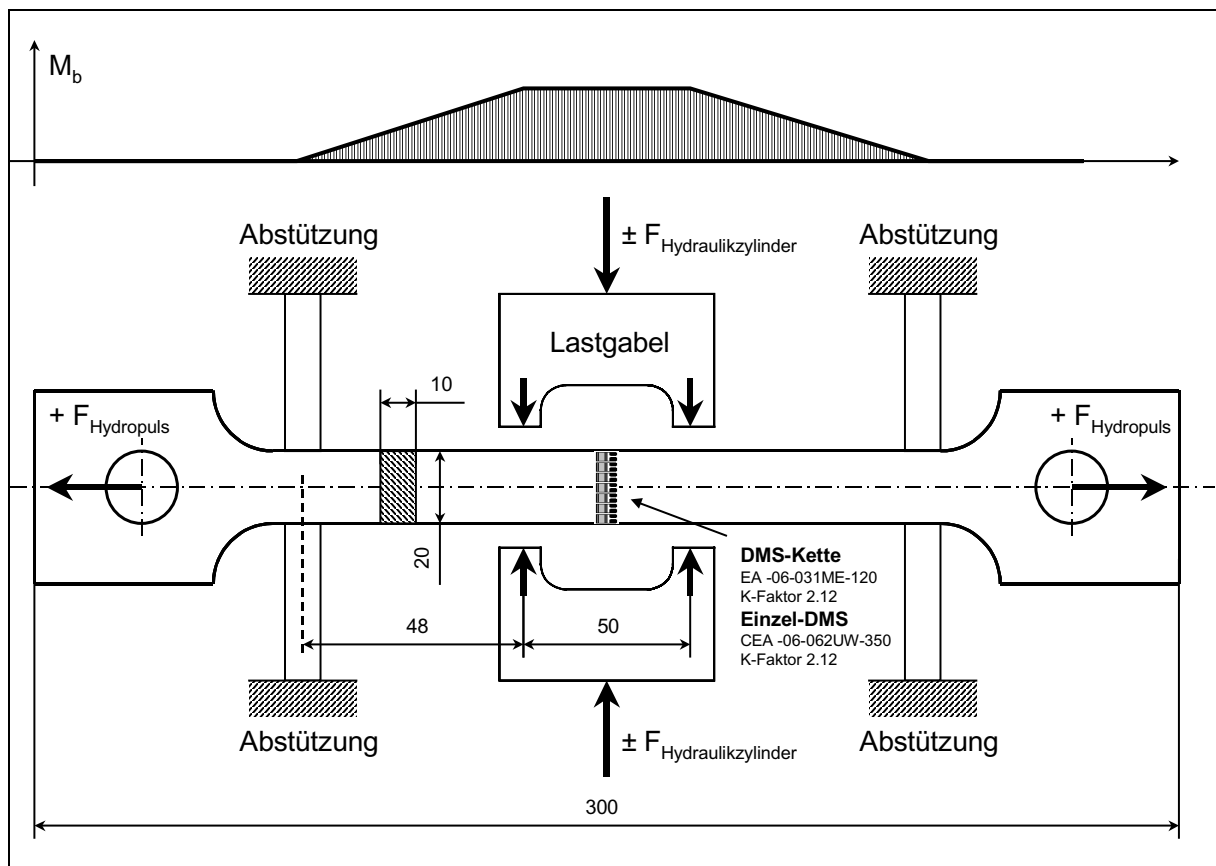 M_b
Abstützung
± F_Hydraulikzylinder
Abstützung
Lastgabel
10
+ F_Hydropuls
+ F_Hydropuls
20
DMS-Kette
EA -06-031ME-120
K-Faktor 2.12
Einzel-DMS
CEA -06-062UW-350
K-Faktor 2.12
48
50
Abstützung
± F_Hydraulikzylinder
Abstützung
300